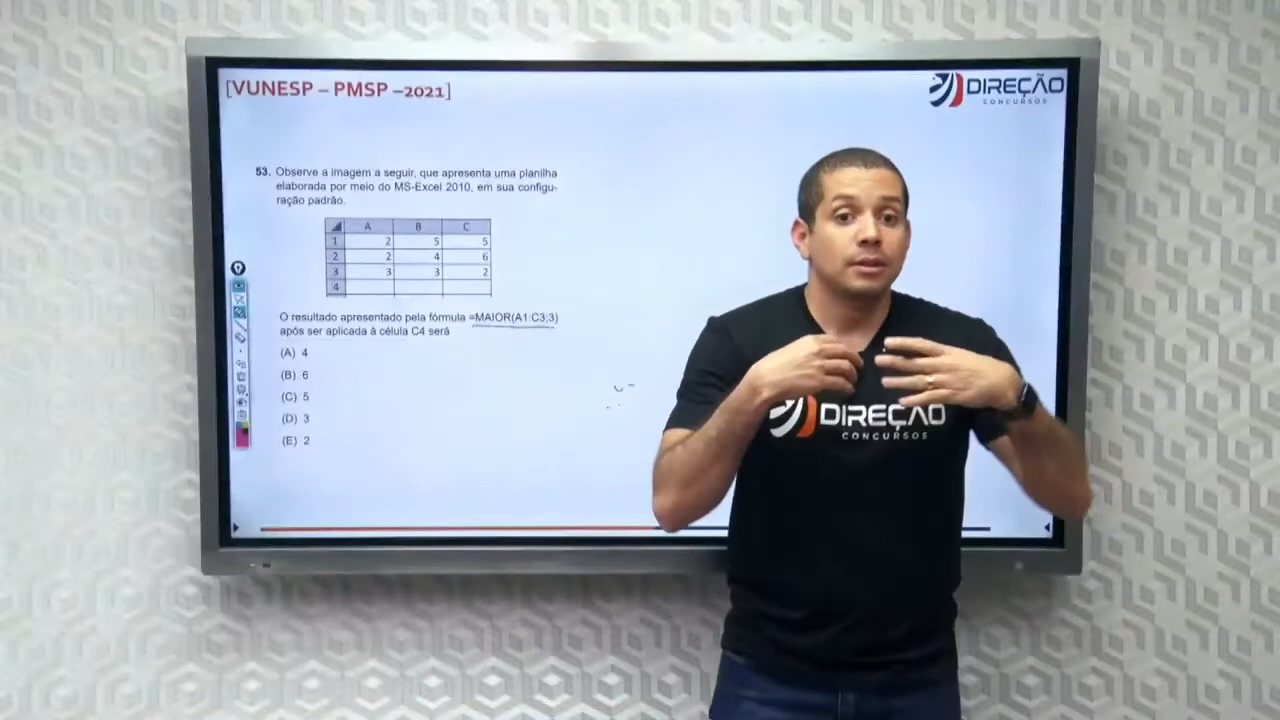 [VUNESP – PMSP –2021]
DIREÇÃO
CONCURSOS
53. Observe a imagem a seguir, que apresenta uma planilha
elaborada por meio do MS-Excel 2010, em sua configu-
ração padrão.
A B C
1 2 5 5
2 2 4 6
3 3 3 2
4
O resultado apresentado pela fórmula =MAIOR(A1:C3;3)
após ser aplicada à célula C4 será
(A) 4
(B) 6
(C) 5
(D) 3
(E) 2
DIREÇÃO
CONCURSOS